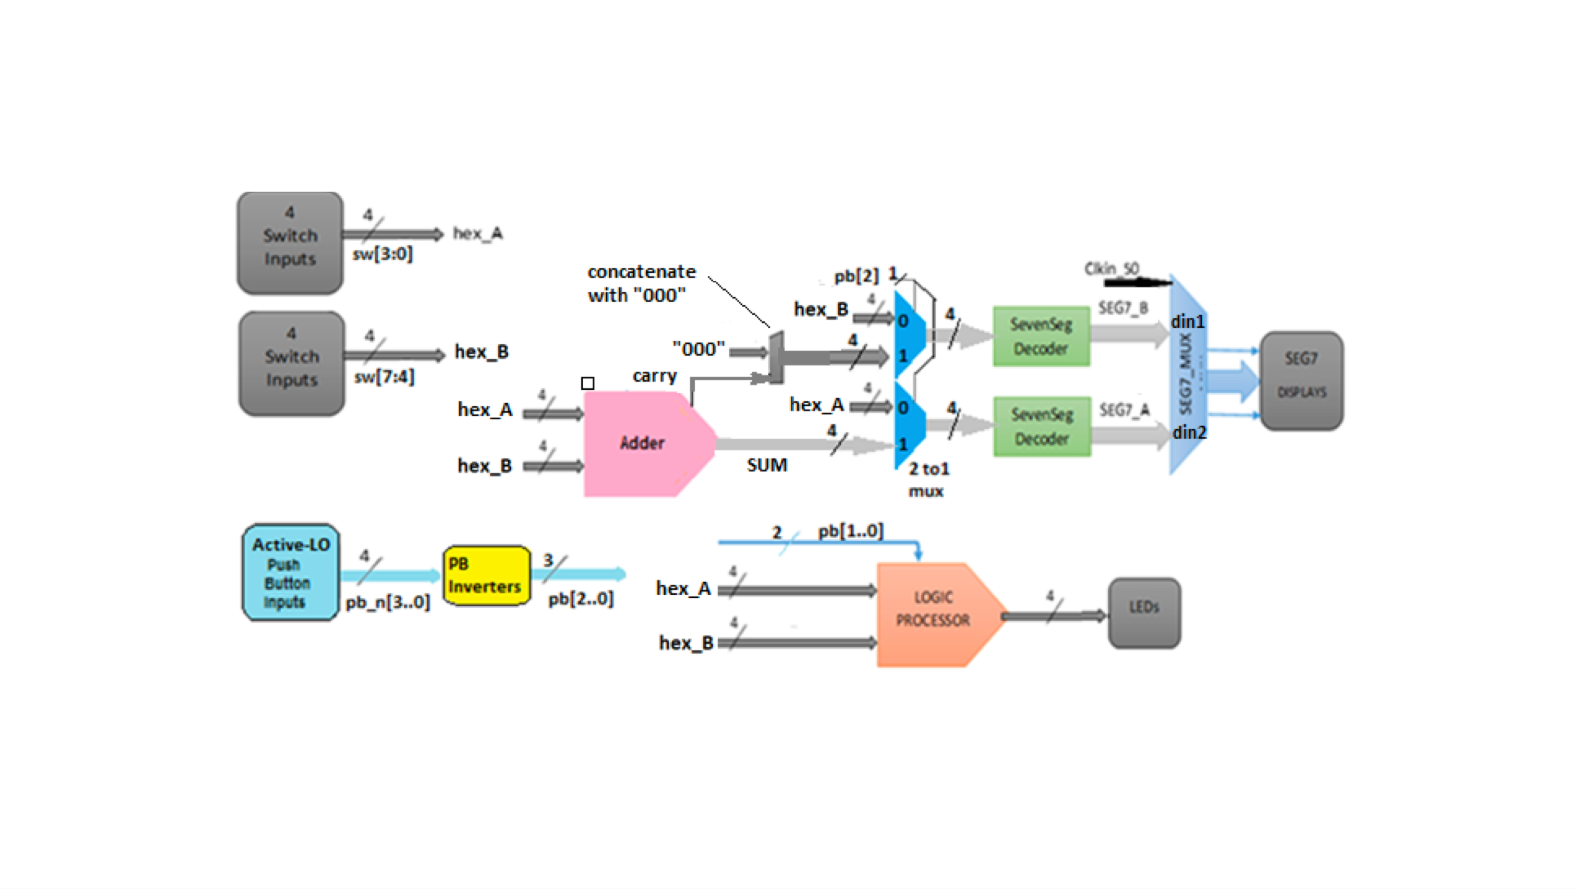 4
Switch
Inputs
4
sw[3:0]
hex_A
4
Switch
Inputs
4
sw[7:4]
hex_B
concatenate
with "000"
"000"
carry
hex_A
4
hex_B
4
Adder
4
SUM
pb[2]
1
hex_B
4
0
4
1
hex_A
4
0
1
2 to1
mux
4
4
SevenSeg
Decoder
SevenSeg
Decoder
Clkin_50
SEG7_B
SEG7_A
din1
SEG7_MUX
din2
SEG7
DISPLAYS
Active-LO
Push
Button
Inputs
4
pb_n[3..0]
PB
Inverters
3
pb[2..0]
2
pb[1..0]
hex_A
4
hex_B
4
LOGIC
PROCESSOR
4
LEDs